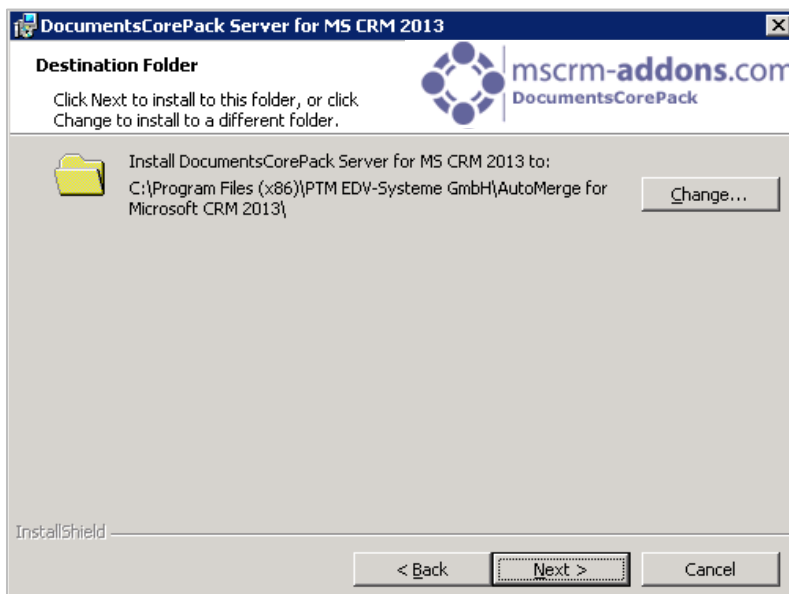 DocumentsCorePack Server for MS CRM 2013
Destination Folder
Click Next to install to this folder, or click
Change to install to a different folder.
mscrm-addons.com
DocumentsCorePack
Install DocumentsCorePack Server for MS CRM 2013 to:
C:\Program Files (x86)\PTM EDV-Systeme GmbH\AutoMerge for
Microsoft CRM 2013\
Change...
InstallShield
< Back
Next >
Cancel